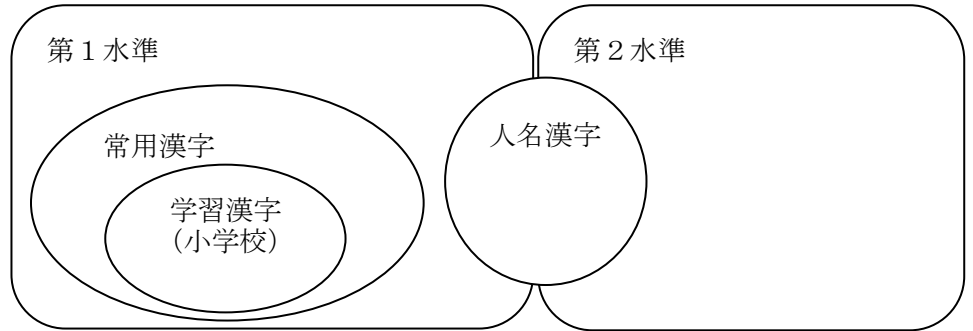 第１水準
第２水準
人名漢字
常用漢字
学習漢字
（小学校）